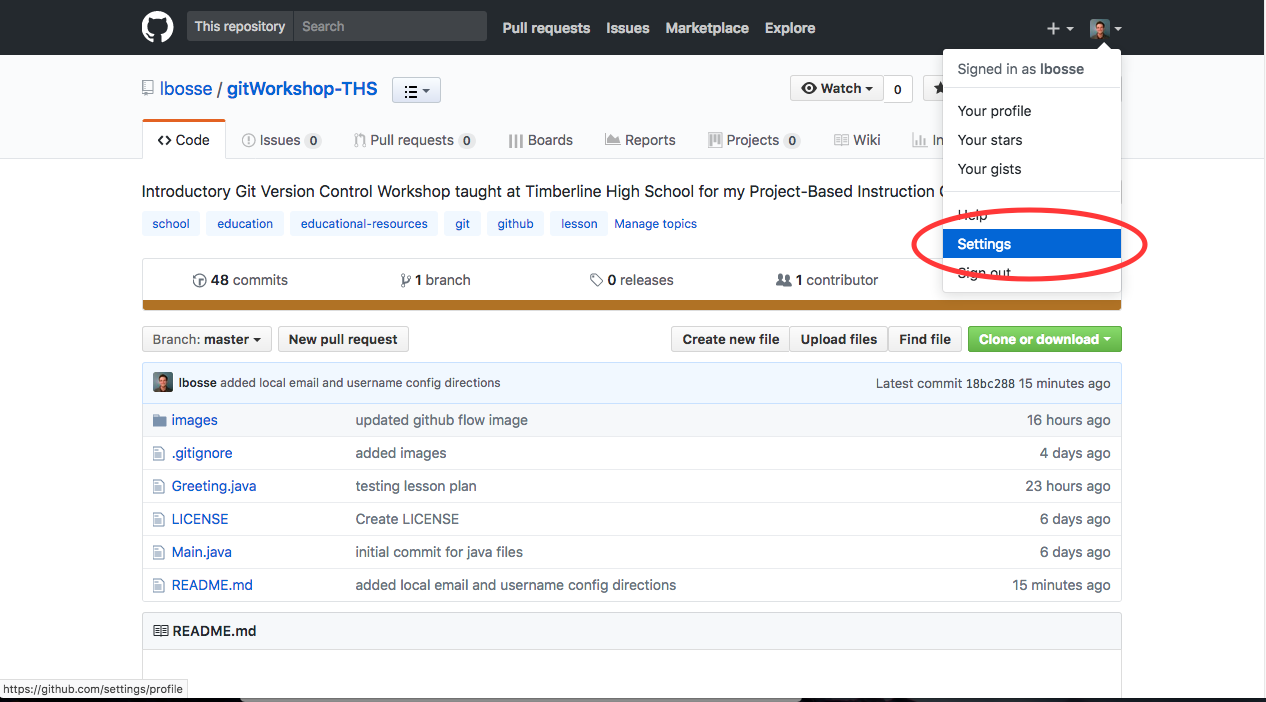 This repository Search Pull requests Issues Marketplace Explore
Signed in as lbosse
lbosse / gitWorkshop-THS
Watch 0
Your profile
Your stars
Your gists
Help
Settings
Sign out
Code Issues 0 Pull requests 0 Boards Reports Projects 0 Wiki In
Introductory Git Version Control Workshop taught at Timberline High School for my Project-Based Instruction
school education educational-resources git github lesson Manage topics
48 commits 1 branch 0 releases 1 contributor
Branch: master New pull request Create new file Upload files Find file Clone or download
lbosse added local email and username config directions Latest commit 18bc288 15 minutes ago
images updated github flow image 16 hours ago
.gitignore added images 4 days ago
Greeting.java testing lesson plan 23 hours ago
LICENSE Create LICENSE 6 days ago
Main.java initial commit for java files 6 days ago
README.md added local email and username config directions 15 minutes ago
README.md
https://github.com/settings/profile